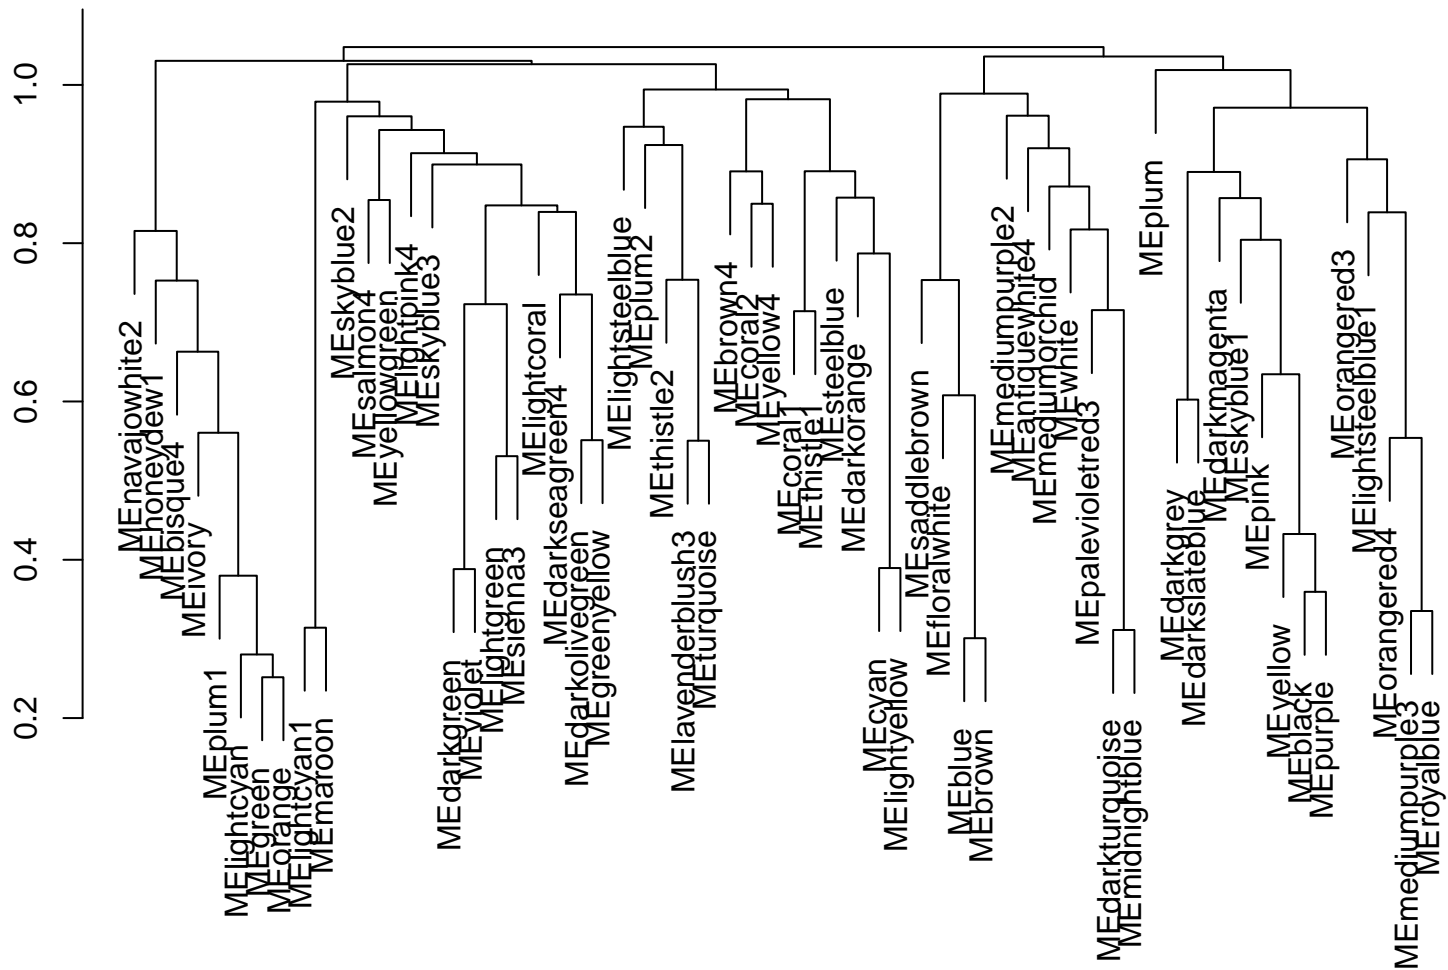 1.0
0.8
0.6
0.4
0.2
MEnavajowhite2
MEhoneydew1
MEbisque4
MEivory
MEplum1
MElightcyan
MEgreen
MEorange
MElightcyan1
MEmaroon
MEskyblue2
MEsalmon4
MEyellowgreen
MElightpink4
MEskyblue3
MEdarkgreen
MEviolet
MElightgreen
MEsienna3
MElightcoral
MEdarkseagreen4
MEdarkolivegreen
MEgreenyellow
MElightsteelblue
MEplum2
MEthistle2
MElavenderblush3
MEturquoise
MEbrown4
MEcoral2
MEyellow4
MEcoral1
MEthistle1
MEsteelblue
MEdarkorange
MEcyan
MElightyellow
MEsaddlebrown
MEfloralwhite
MEblue
MEbrown
MEmediumpurple2
MEantiquewhite4
MEmediumorchid
MEwhite
MEpalevioletred3
MEdarkturquoise
MEmidnightblue
MEplum
MEdarkgrey
MEdarkslateblue
MEdarkmagenta
MEskyblue1
MEpink
MEyellow
MEblack
MEpurple
MEorangered3
MElightsteelblue1
MEorangered4
MEmediumpurple3
MEroyalblue